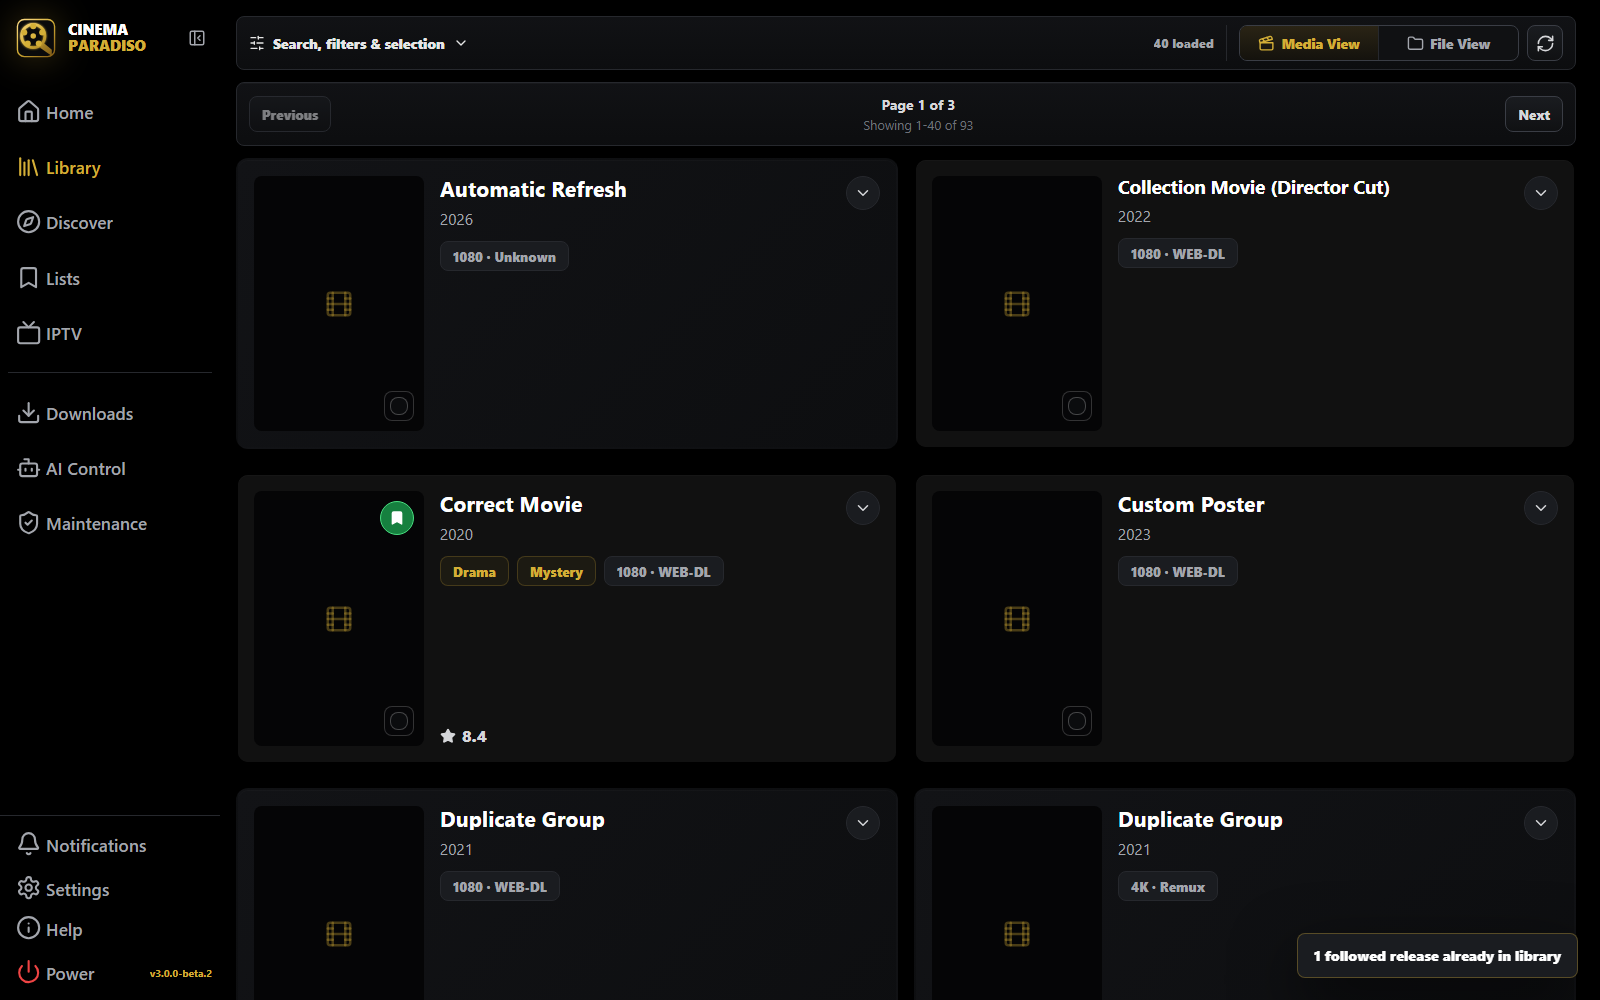 CINEMA
PARADISO
Home
Library
Discover
Lists
IPTV
Downloads
AI Control
Maintenance
Notifications
Settings
Help
Power
v3.0.0-beta.2
Search, filters & selection
40 loaded
Media View
File View
Previous
Page 1 of 3
Showing 1-40 of 93
Next
Automatic Refresh
2026
1080 · Unknown
Collection Movie (Director Cut)
2022
1080 · WEB-DL
Correct Movie
2020
Drama
Mystery
1080 · WEB-DL
8.4
Custom Poster
2023
1080 · WEB-DL
Duplicate Group
2021
1080 · WEB-DL
Duplicate Group
2021
4K · Remux
1 followed release already in library